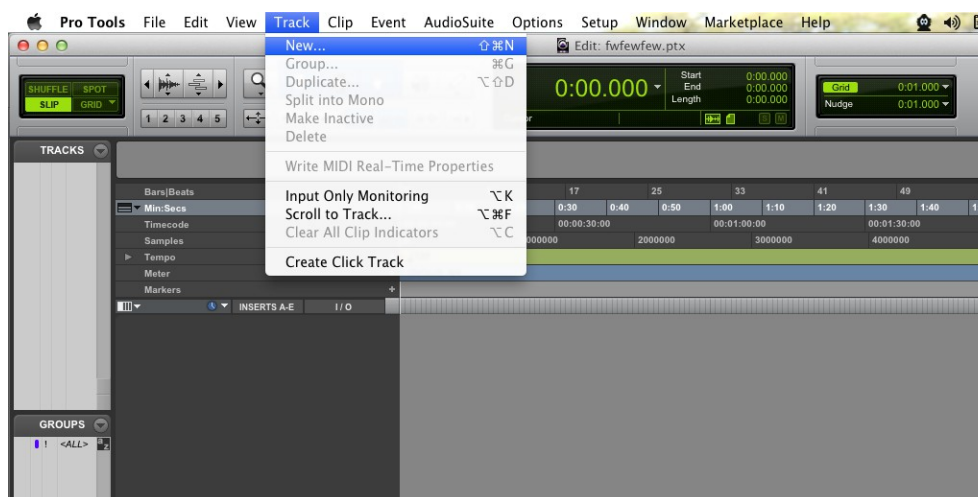 Pro Tools File Edit View Track Clip Event AudioSuite Options Setup Window Marketplace Help
New... ⇧⌘N
Group... ⌘G
Duplicate... ⌥⇧D
Split into Mono
Make Inactive
Delete
Write MIDI Real-Time Properties
Input Only Monitoring ⌥K
Scroll to Track... ⌥⌘F
Clear All Clip Indicators ⌥C
Create Click Track
Edit: fwfewfew.ptx
SHUFFLE SPOT
SLIP GRID
1 2 3 4 5
0:00.000
Start 0:00.000
End 0:00.000
Length 0:00.000
S M
Grid 0:01.000
Nudge 0:01.000
TRACKS
Bars|Beats 17 25 33 41 49
Min:Secs 0:30 0:40 0:50 1:00 1:10 1:20 1:30 1:40
Timecode 00:00:30:00 00:01:00:00 00:01:30:00
Samples 2000000 3000000 4000000
Tempo
Meter
Markers +
INSERTS A-E I / O
GROUPS
! <ALL> a z